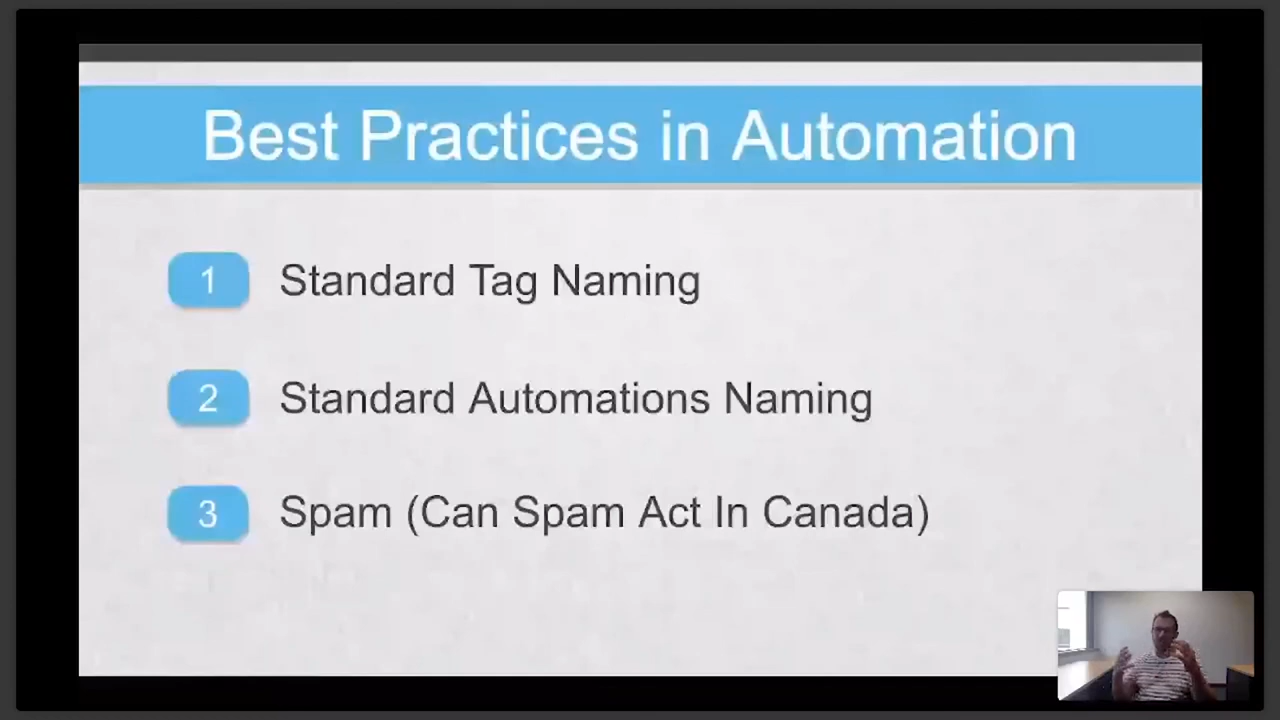 Best Practices in Automation
1 Standard Tag Naming
2 Standard Automations Naming
3 Spam (Can Spam Act In Canada)